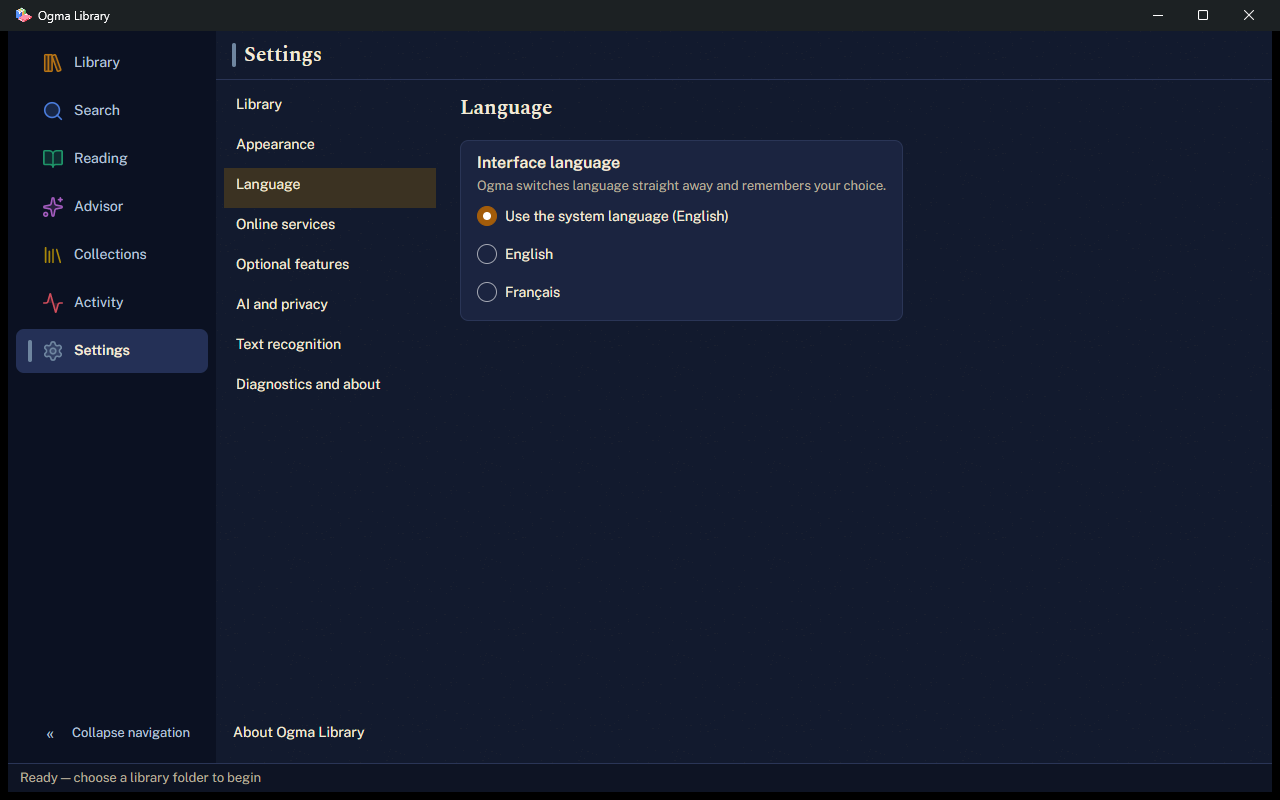 Ogma Library
Library
Search
Reading
Advisor
Collections
Activity
Settings
« Collapse navigation
Settings
Library
Appearance
Language
Online services
Optional features
AI and privacy
Text recognition
Diagnostics and about
About Ogma Library
Language
Interface language
Ogma switches language straight away and remembers your choice.
Use the system language (English)
English
Français
Ready — choose a library folder to begin